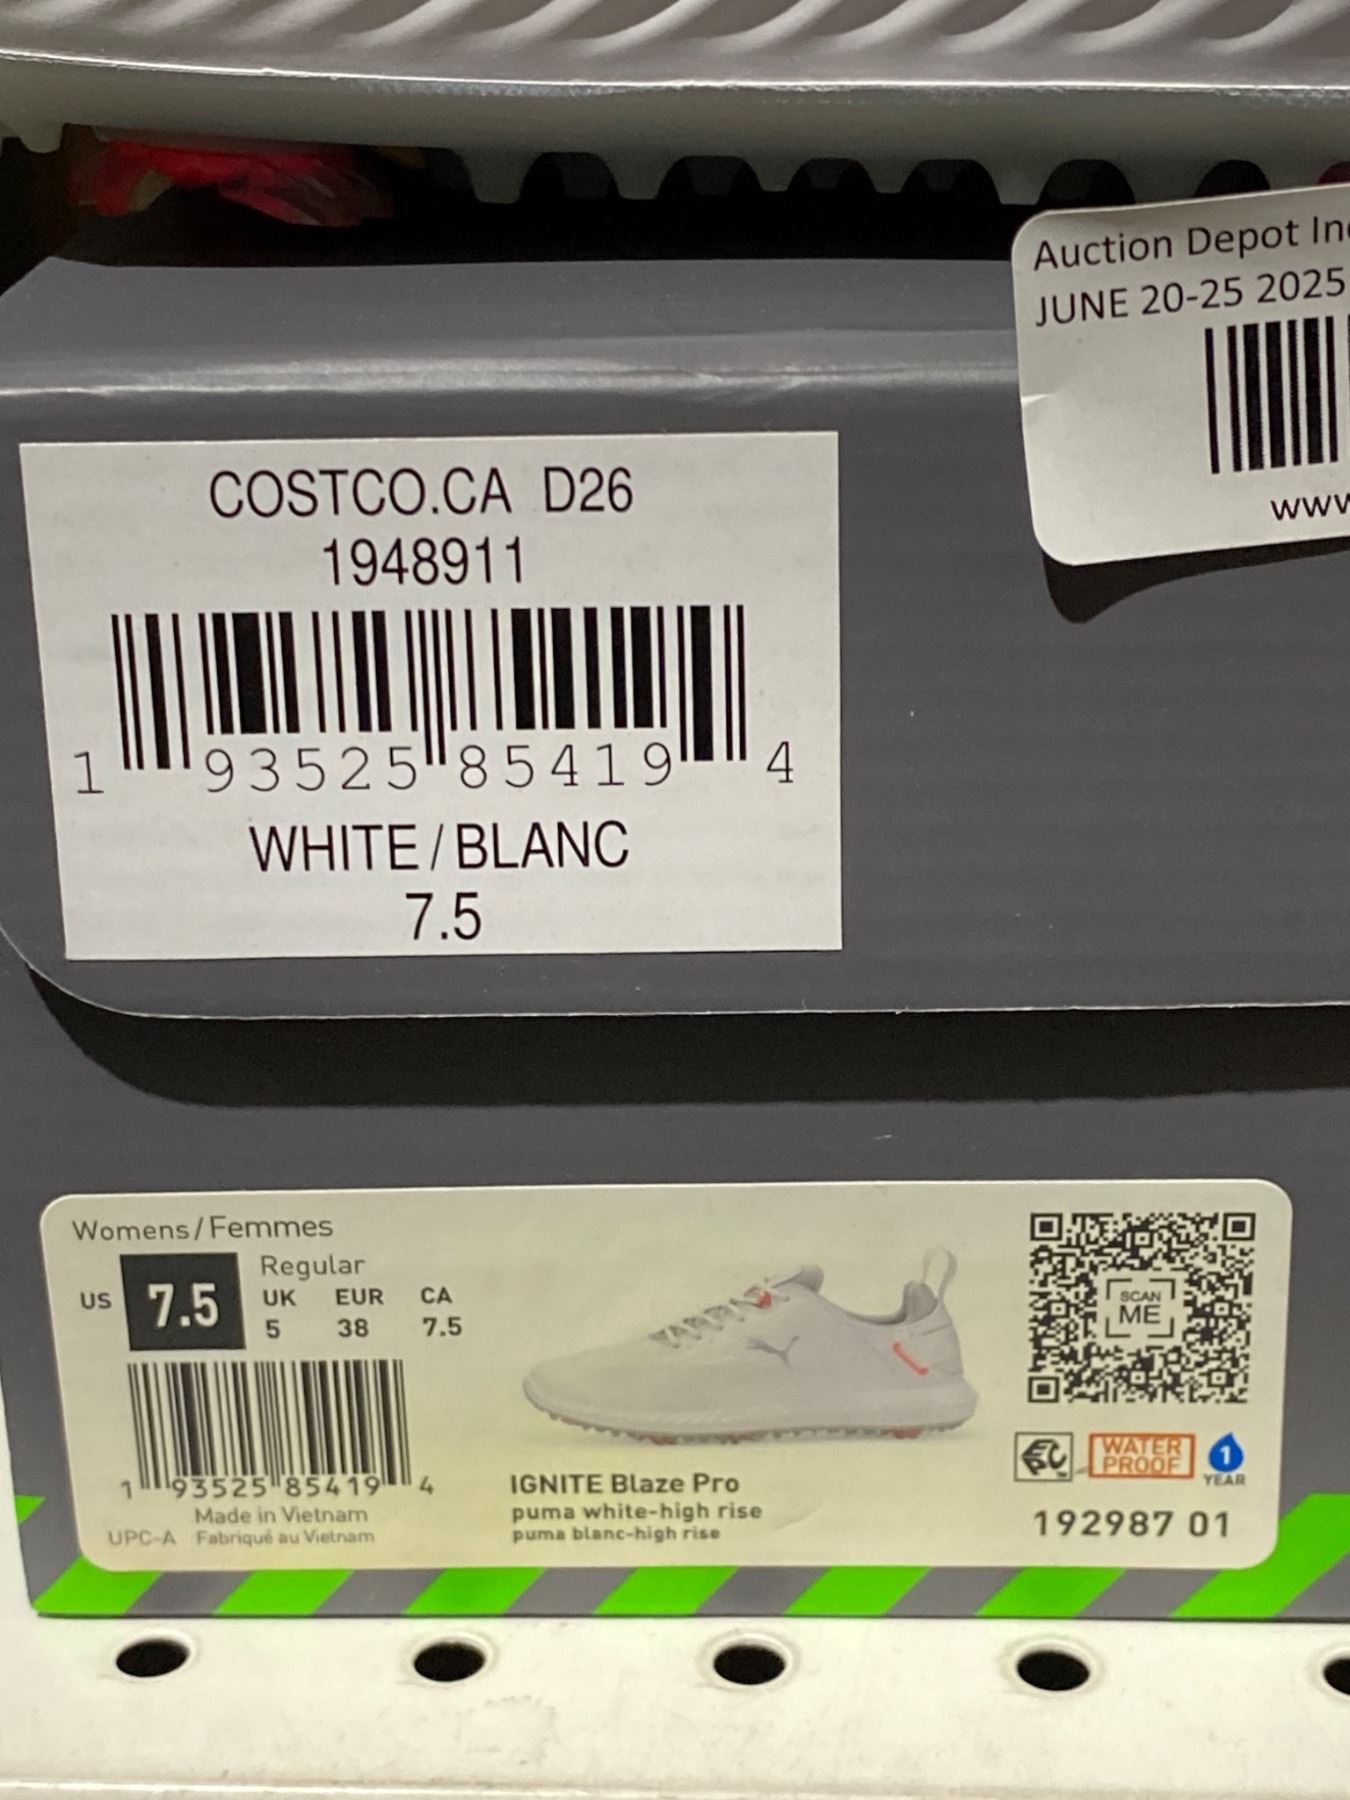 Auction Depot
JUNE 20-25 2025
www
COSTCO.CA D26
1948911
1 93525 85419 4
WHITE/BLANC
7.5
Womens/Femmes
Regular
US 7.5 UK EUR CA
5 38 7.5
1 93525 85419 4
Made in Vietnam
UPC-A Fabriqué au Vietnam
IGNITE Blaze Pro
puma white-high rise
puma blanc-high rise
SCAN
ME
WATER
PROOF
1
YEAR
192987 01